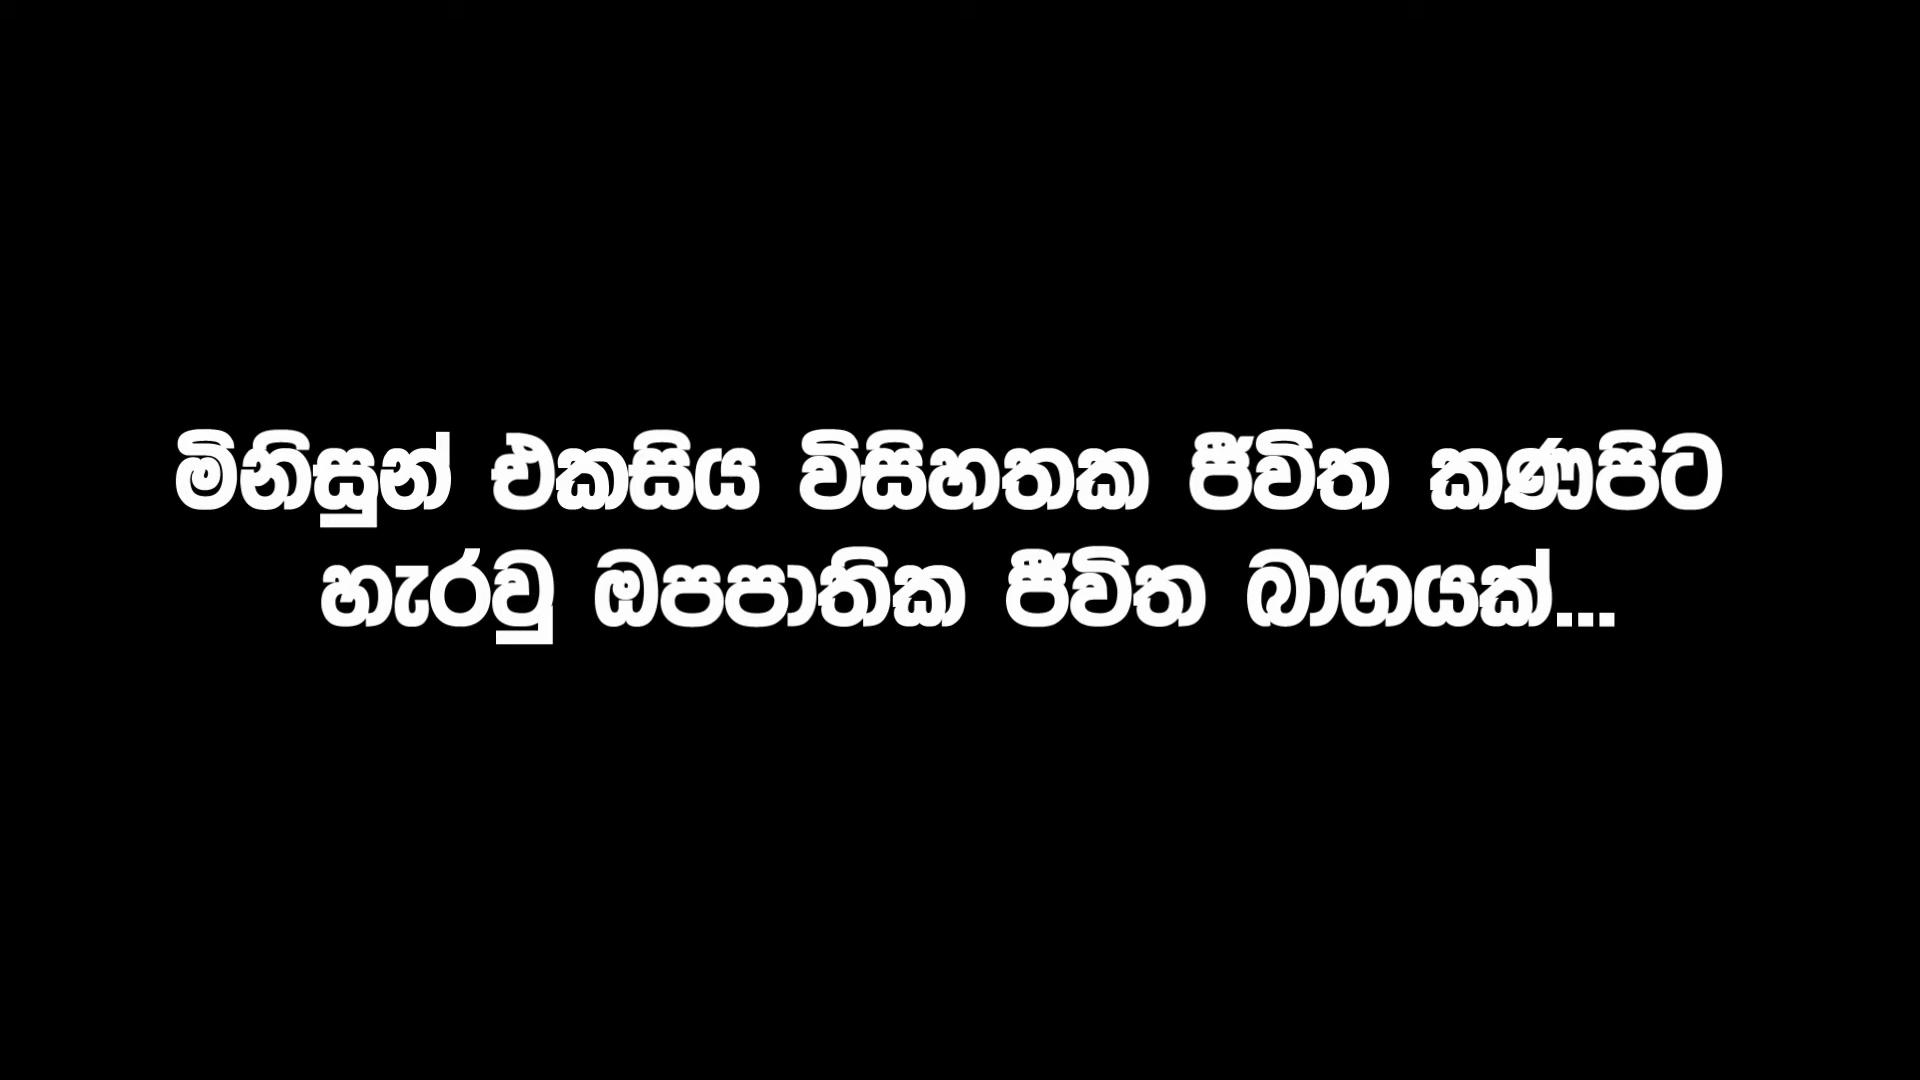 මිනිසුන් එකසිය විසිහතක ජීවිත කණපිට
හැරවු ඔපපාතික ජීවිත බාගයක්...